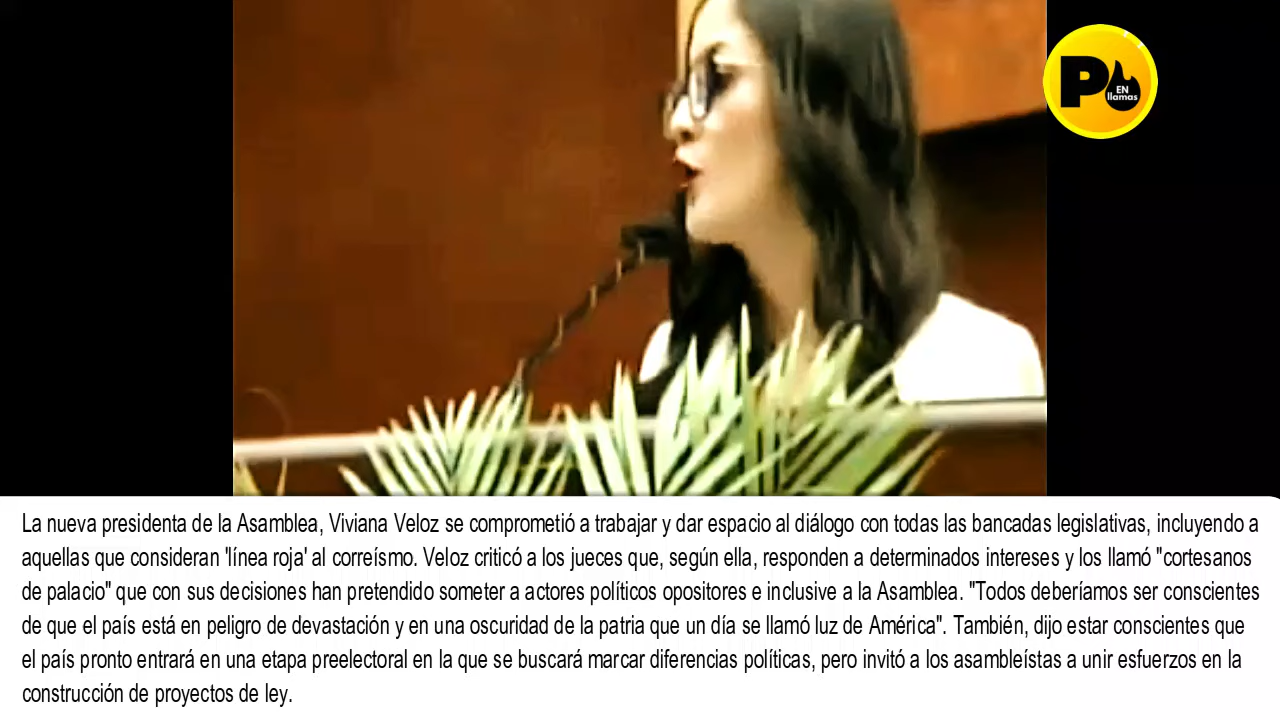 P
EN
llamas
La nueva presidenta de la Asamblea, Viviana Veloz se comprometió a trabajar y dar espacio al diálogo con todas las bancadas legislativas, incluyendo a
aquellas que consideran 'línea roja' al correísmo. Veloz criticó a los jueces que, según ella, responden a determinados intereses y los llamó "cortesanos
de palacio" que con sus decisiones han pretendido someter a actores políticos opositores e inclusive a la Asamblea. "Todos deberíamos ser conscientes
de que el país está en peligro de devastación y en una oscuridad de la patria que un día se llamó luz de América". También, dijo estar conscientes que
el país pronto entrará en una etapa preelectoral en la que se buscará marcar diferencias políticas, pero invitó a los asambleístas a unir esfuerzos en la
construcción de proyectos de ley.